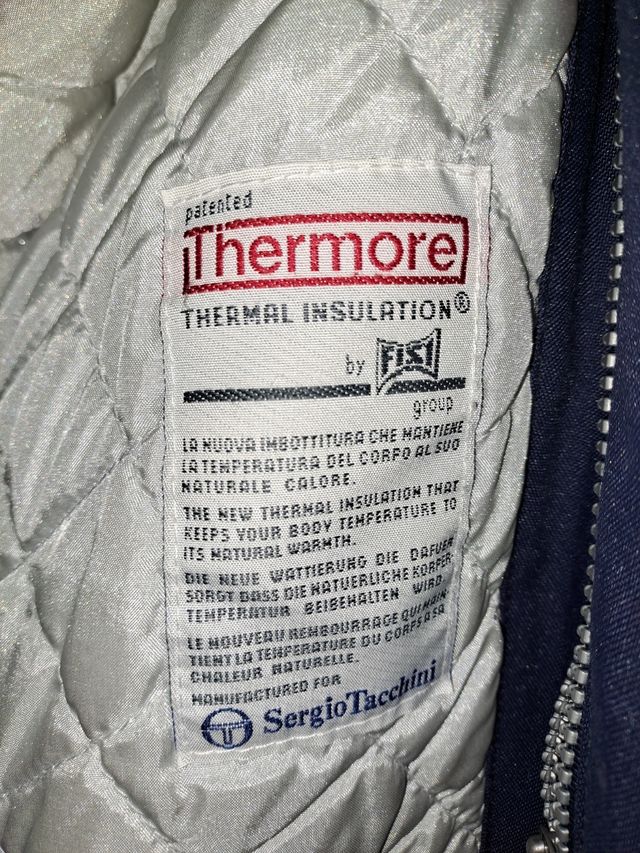 patented
Thermore
THERMAL INSULATION®
by FISI
group
LA NUOVA IMBOTTITURA CHE MANTIENE
LA TEMPERATURA DEL CORPO AL SUO
NATURALE CALORE.
THE NEW THERMAL INSULATION THAT
KEEPS YOUR BODY TEMPERATURE TO
ITS NATURAL WARMTH.
DIE NEUE WATTIERUNG DIE DAFUER
SORGT DASS DIE NATUERLICHE KORPER-
TEMPERATUR BEIBEHALTEN WIRD.
LE NOUVEAU REMBOURRAGE QUI MAIN-
TIENT LA TEMPERATURE DU CORPS A SA
CHALEUR NATURELLE.
MANUFACTURED FOR
Sergio Tacchini